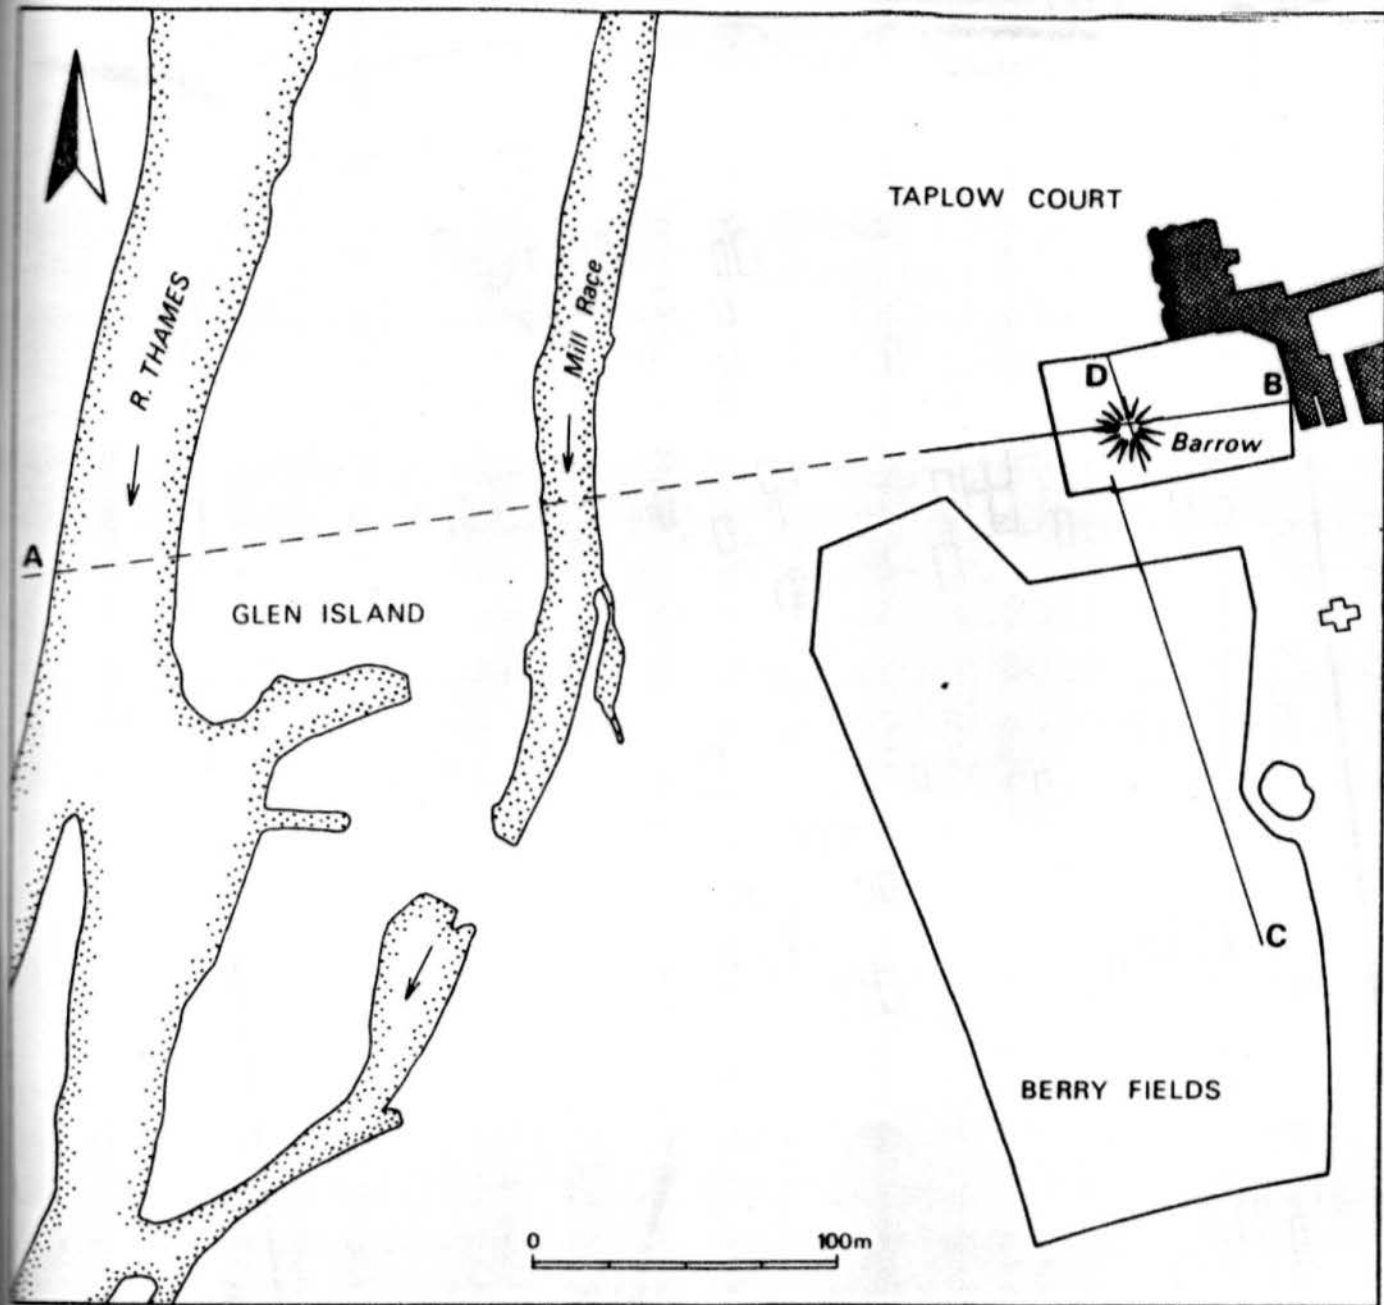 TAPLOW COURT
R. THAMES
Mill Race
D
B
Barrow
A
GLEN ISLAND
C
BERRY FIELDS
0 100m